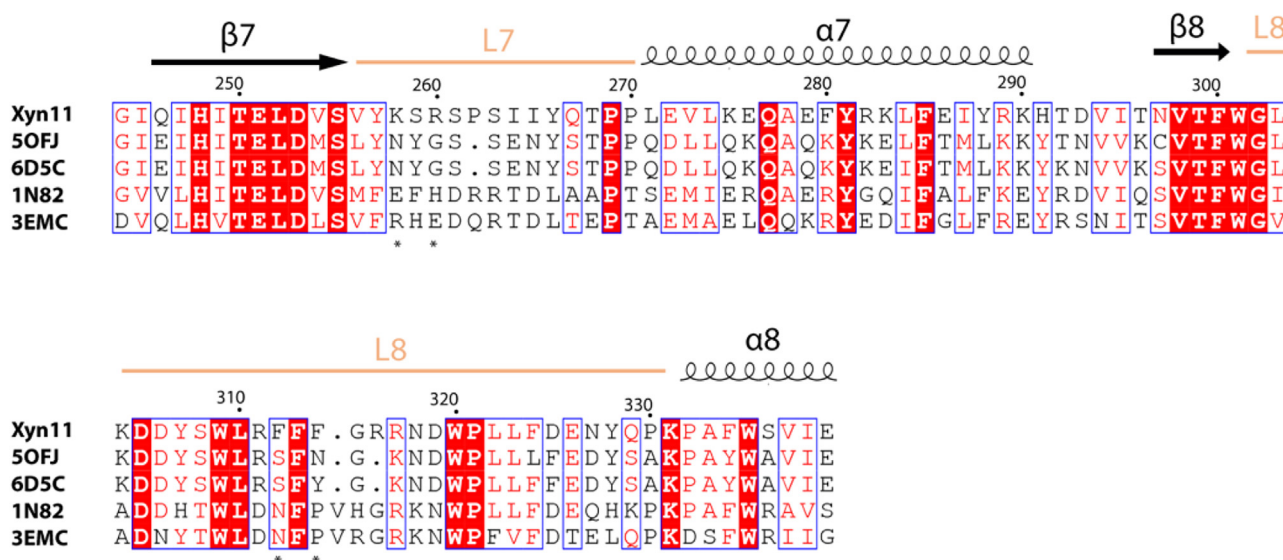 β7 L7 α7 β8 L8
250 260 270 280 290 300
Xyn11 GIQIHITELDVSVYKSRSPSIIYQTPPLEVLKEQAEFYRKLFEIYRKHTDVITNVTFWGL
5OFJ GIEIHITELDMSLYNYGS.SENYSTPPQDLLQKQAQKYKELFTMLKKYTNVVKCVTFWGL
6D5C GIEIHITELDMSLYNYGS.SENYSTPPQDLLQKQAQKYKEIFTMLKKYKNVVKSVTFWGL
1N82 GVVLHITELDVSMFEFHDRRTDLAAPTSEMIERQAERYGQIFALFKEYRDVIQSVTFWGI
3EMC DVQLHVTELDLSVFRHEDQRTDLTEPTAEMAELQQKRYEDIFGLFREYRSNITSVTFWGV
* *
L8 α8
310 320 330
Xyn11 KDDYSWLRFFF.GRRNDWPLLFDENYQPKPAFWSVIE
5OFJ KDDYSWLRSFN.G.KNDWPLLLFEDYSAKPAYWAVIE
6D5C KDDYSWLRSFY.G.KNDWPLLFFEDYSAKPAYWAVIE
1N82 ADDHTWLDNFPVHGRKNWPLLFDEQHKPKPAFWRAVS
3EMC ADNYTWLDNFPVRGRKNWPFVFDTELQPKDSFWRIIG
* *